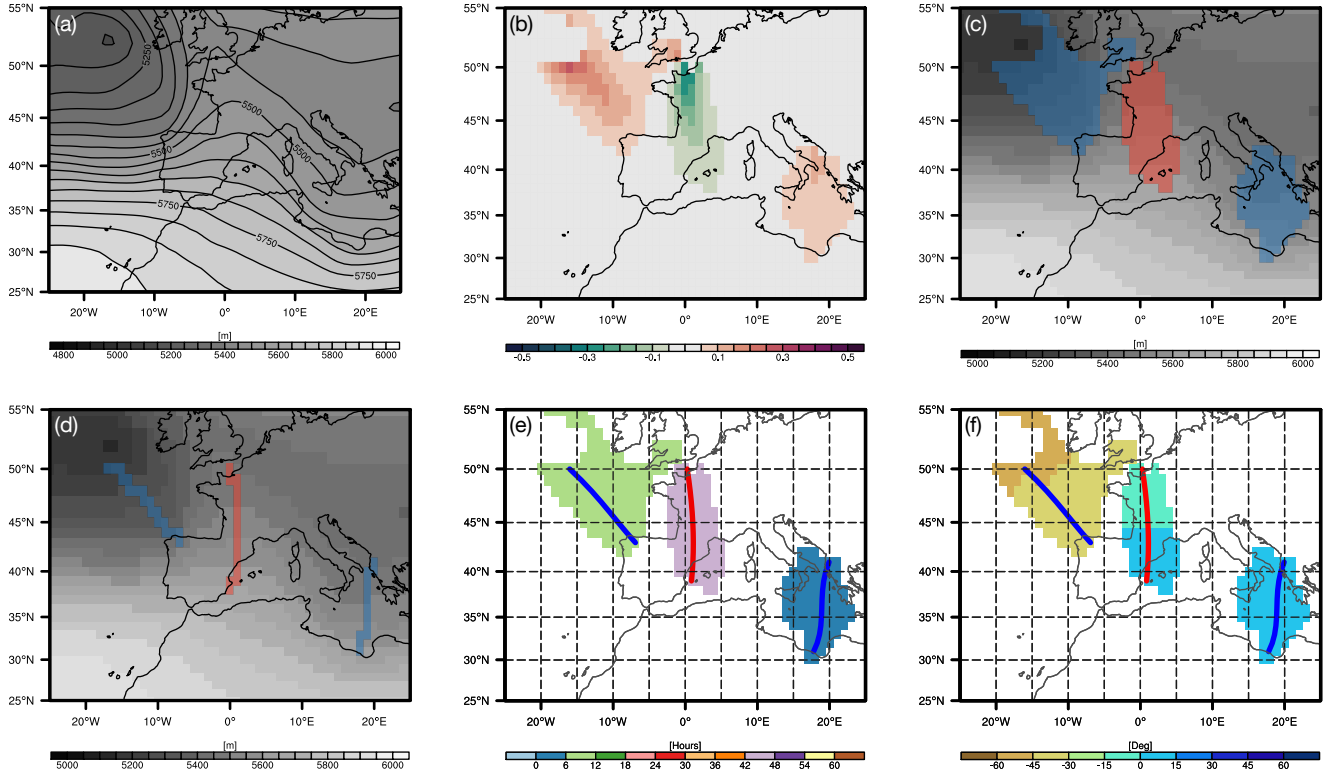 (a)
55°N
50°N
45°N
40°N
35°N
30°N
25°N
5250
5500
5500
5500
5750
5750
5750
20°W 10°W 0° 10°E 20°E
[m]
4800 5000 5200 5400 5600 5800 6000
(b)
55°N
50°N
45°N
40°N
35°N
30°N
25°N
20°W 10°W 0° 10°E 20°E
-0.5 -0.3 -0.1 0.1 0.3 0.5
(c)
55°N
50°N
45°N
40°N
35°N
30°N
25°N
20°W 10°W 0° 10°E 20°E
[m]
5000 5200 5400 5600 5800 6000
(d)
55°N
50°N
45°N
40°N
35°N
30°N
25°N
20°W 10°W 0° 10°E 20°E
[m]
5000 5200 5400 5600 5800 6000
(e)
55°N
50°N
45°N
40°N
35°N
30°N
25°N
20°W 10°W 0° 10°E 20°E
[Hours]
0 6 12 18 24 30 36 42 48 54 60
(f)
55°N
50°N
45°N
40°N
35°N
30°N
25°N
20°W 10°W 0° 10°E 20°E
[Deg]
-60 -45 -30 -15 0 15 30 45 60